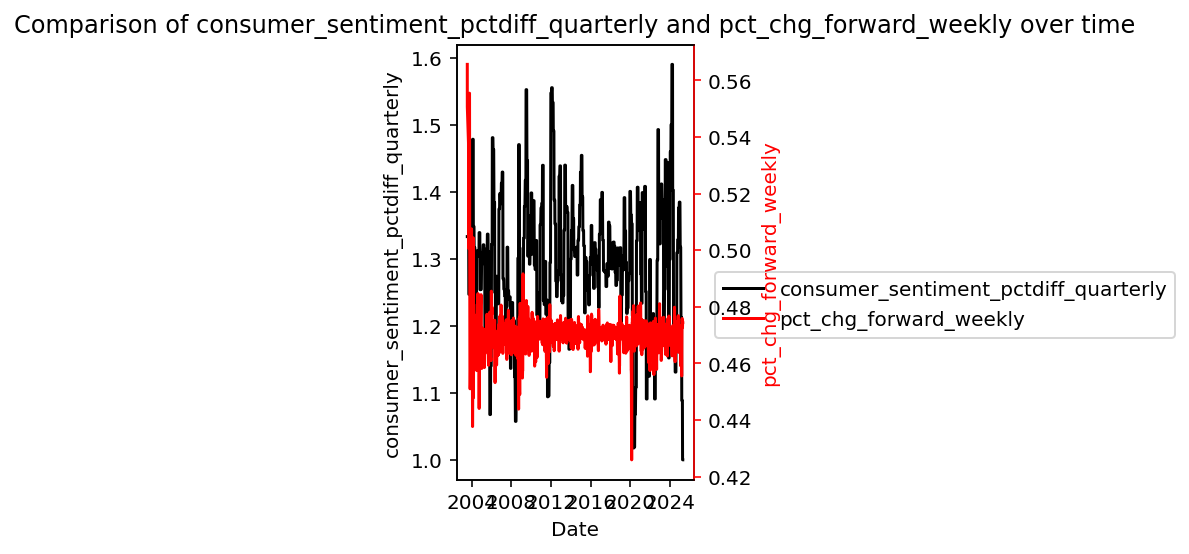 Comparison of consumer_sentiment_pctdiff_quarterly and pct_chg_forward_weekly over time
consumer_sentiment_pctdiff_quarterly
1.6
1.5
1.4
1.3
1.2
1.1
1.0
0.56
0.54
0.52
0.50
0.48
0.46
0.44
0.42
pct_chg_forward_weekly
consumer_sentiment_pctdiff_quarterly
pct_chg_forward_weekly
2004 2008 2012 2016 2020 2024
Date